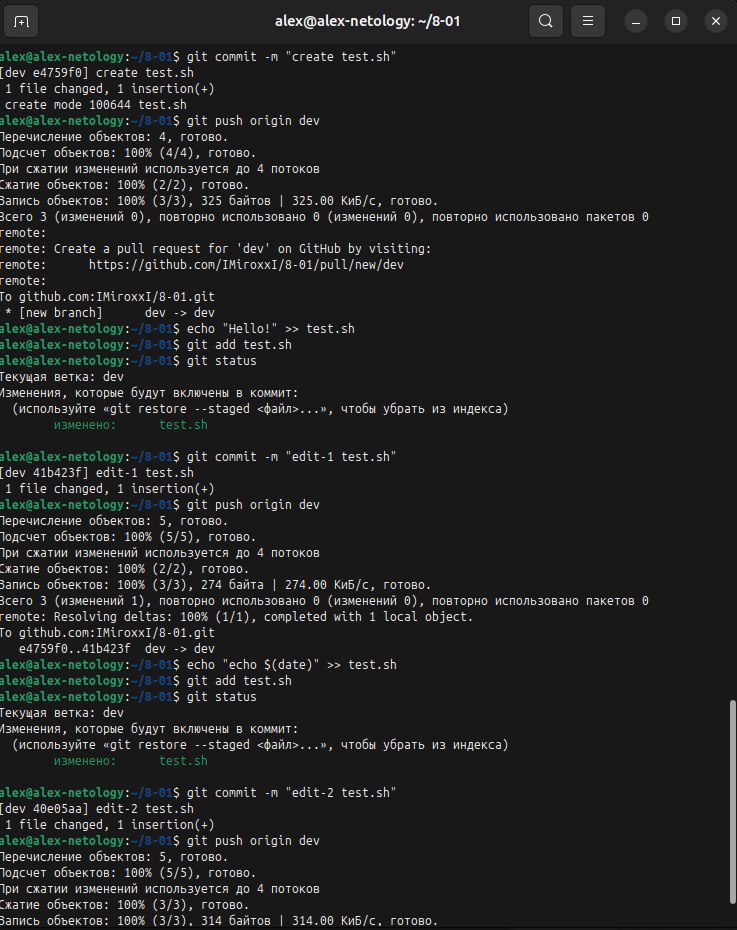 alex@alex-netology: ~/8-01
alex@alex-netology:~/8-01$ git commit -m "create test.sh"
[dev e4759f0] create test.sh
 1 file changed, 1 insertion(+)
 create mode 100644 test.sh
alex@alex-netology:~/8-01$ git push origin dev
Перечисление объектов: 4, готово.
Подсчет объектов: 100% (4/4), готово.
При сжатии изменений используется до 4 потоков
Сжатие объектов: 100% (2/2), готово.
Запись объектов: 100% (3/3), 325 байтов | 325.00 КиБ/с, готово.
Всего 3 (изменений 0), повторно использовано 0 (изменений 0), повторно использовано пакетов 0
remote:
remote: Create a pull request for 'dev' on GitHub by visiting:
remote:      https://github.com/IMiroxxI/8-01/pull/new/dev
remote:
To github.com:IMiroxxI/8-01.git
 * [new branch]      dev -> dev
alex@alex-netology:~/8-01$ echo "Hello!" >> test.sh
alex@alex-netology:~/8-01$ git add test.sh
alex@alex-netology:~/8-01$ git status
Текущая ветка: dev
Изменения, которые будут включены в коммит:
  (используйте «git restore --staged <файл>...», чтобы убрать из индекса)
        изменено:      test.sh
alex@alex-netology:~/8-01$ git commit -m "edit-1 test.sh"
[dev 41b423f] edit-1 test.sh
 1 file changed, 1 insertion(+)
alex@alex-netology:~/8-01$ git push origin dev
Перечисление объектов: 5, готово.
Подсчет объектов: 100% (5/5), готово.
При сжатии изменений используется до 4 потоков
Сжатие объектов: 100% (2/2), готово.
Запись объектов: 100% (3/3), 274 байта | 274.00 КиБ/с, готово.
Всего 3 (изменений 1), повторно использовано 0 (изменений 0), повторно использовано пакетов 0
remote: Resolving deltas: 100% (1/1), completed with 1 local object.
To github.com:IMiroxxI/8-01.git
   e4759f0..41b423f  dev -> dev
alex@alex-netology:~/8-01$ echo "echo $(date)" >> test.sh
alex@alex-netology:~/8-01$ git add test.sh
alex@alex-netology:~/8-01$ git status
Текущая ветка: dev
Изменения, которые будут включены в коммит:
  (используйте «git restore --staged <файл>...», чтобы убрать из индекса)
        изменено:      test.sh
alex@alex-netology:~/8-01$ git commit -m "edit-2 test.sh"
[dev 40e05aa] edit-2 test.sh
 1 file changed, 1 insertion(+)
alex@alex-netology:~/8-01$ git push origin dev
Перечисление объектов: 5, готово.
Подсчет объектов: 100% (5/5), готово.
При сжатии изменений используется до 4 потоков
Сжатие объектов: 100% (3/3), готово.
Запись объектов: 100% (3/3), 314 байтов | 314.00 КиБ/с, готово.